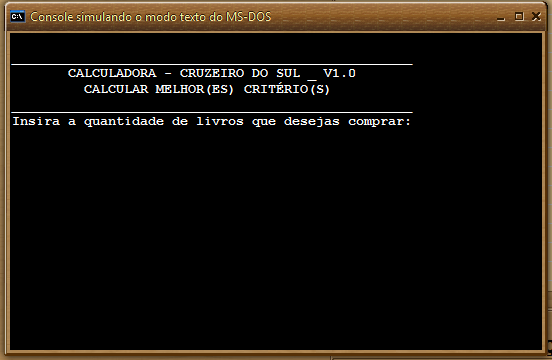 Console simulando o modo texto do MS-DOS
CALCULADORA - CRUZEIRO DO SUL _ V1.0
CALCULAR MELHOR(ES) CRITÉRIO(S)
Insira a quantidade de livros que desejas comprar: